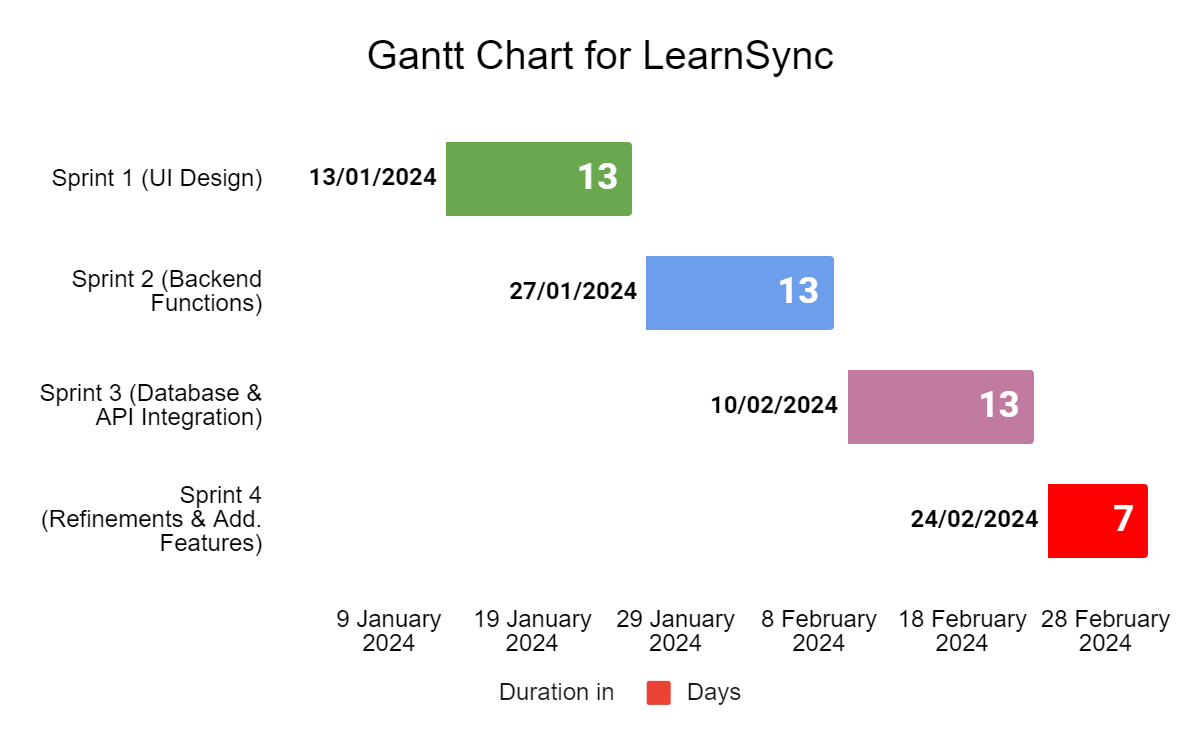 Gantt Chart for LearnSync
Sprint 1 (UI Design)
13/01/2024
13
Sprint 2 (Backend
Functions)
27/01/2024
13
Sprint 3 (Database &
API Integration)
10/02/2024
13
Sprint 4
(Refinements & Add.
Features)
24/02/2024
7
9 January
2024
19 January
2024
29 January
2024
8 February
2024
18 February
2024
28 February
2024
Duration in
Days